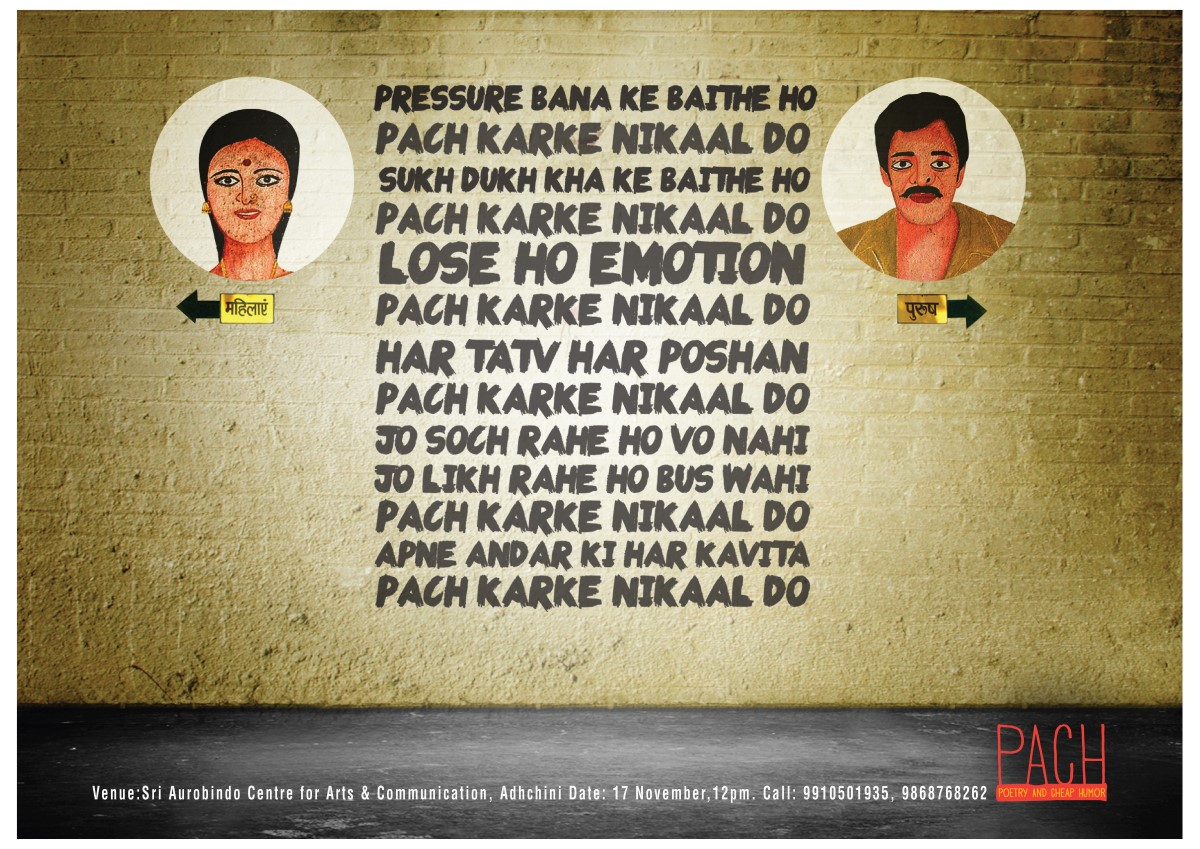 PRESSURE BANA KE BAITHE HO
PACH KARKE NIKAAL DO
SUKH DUKH KHA KE BAITHE HO
PACH KARKE NIKAAL DO
LOSE HO EMOTION
PACH KARKE NIKAAL DO
HAR TATV HAR POSHAN
PACH KARKE NIKAAL DO
JO SOCH RAHE HO VO NAHI
JO LIKH RAHE HO BUS WAHI
PACH KARKE NIKAAL DO
APNE ANDAR KI HAR KAVITA
PACH KARKE NIKAAL DO
महिलाएं
पुरूष
Venue:Sri Aurobindo Centre for Arts & Communication, Adhchini Date: 17 November,12pm. Call: 9910501935, 9868768262
PACH
POETRY AND CHEAP HUMOR